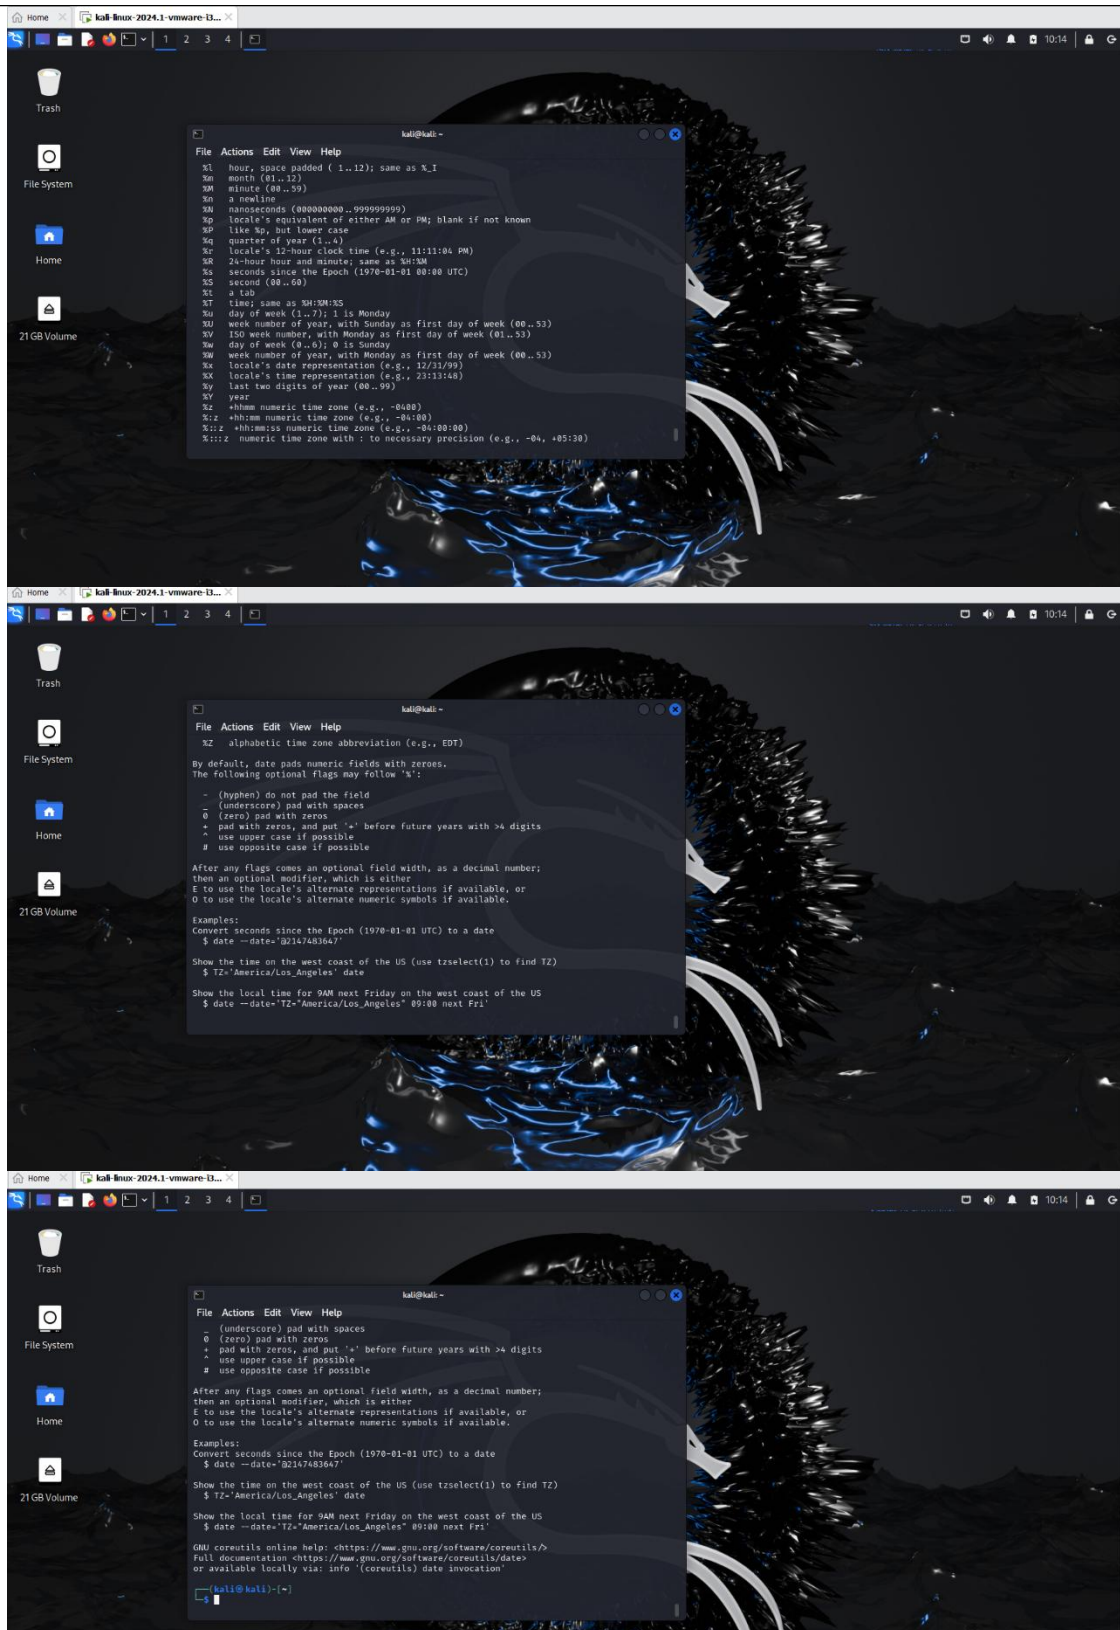 Home
kali-linux-2024.1-vmware-i3...
1 2 3 4
10:14
Trash
File System
Home
21 GB Volume
kali@kali: ~
File Actions Edit View Help
%l hour, space padded ( 1..12); same as %_I
%m month (01..12)
%M minute (00..59)
%n a newline
%N nanoseconds (000000000..999999999)
%p locale's equivalent of either AM or PM; blank if not known
%P like %p, but lower case
%q quarter of year (1..4)
%r locale's 12-hour clock time (e.g., 11:11:04 PM)
%R 24-hour hour and minute; same as %H:%M
%s seconds since the Epoch (1970-01-01 00:00 UTC)
%S second (00..60)
%t a tab
%T time; same as %H:%M:%S
%u day of week (1..7); 1 is Monday
%U week number of year, with Sunday as first day of week (00..53)
%V ISO week number, with Monday as first day of week (01..53)
%w day of week (0..6); 0 is Sunday
%W week number of year, with Monday as first day of week (00..53)
%x locale's date representation (e.g., 12/31/99)
%X locale's time representation (e.g., 23:13:48)
%y last two digits of year (00..99)
%Y year
%z +hhmm numeric time zone (e.g., -0400)
%:z +hh:mm numeric time zone (e.g., -04:00)
%::z +hh:mm:ss numeric time zone (e.g., -04:00:00)
%:::z numeric time zone with : to necessary precision (e.g., -04, +05:30)
Home
kali-linux-2024.1-vmware-i3...
1 2 3 4
10:14
Trash
File System
Home
21 GB Volume
kali@kali: ~
File Actions Edit View Help
%Z alphabetic time zone abbreviation (e.g., EDT)
By default, date pads numeric fields with zeroes.
The following optional flags may follow '%':
- (hyphen) do not pad the field
_ (underscore) pad with spaces
0 (zero) pad with zeros
+ pad with zeros, and put '+' before future years with >4 digits
^ use upper case if possible
# use opposite case if possible
After any flags comes an optional field width, as a decimal number;
then an optional modifier, which is either
E to use the locale's alternate representations if available, or
O to use the locale's alternate numeric symbols if available.
Examples:
Convert seconds since the Epoch (1970-01-01 UTC) to a date
$ date --date='@2147483647'
Show the time on the west coast of the US (use tzselect(1) to find TZ)
$ TZ='America/Los_Angeles' date
Show the local time for 9AM next Friday on the west coast of the US
$ date --date='TZ="America/Los_Angeles" 09:00 next Fri'
Home
kali-linux-2024.1-vmware-i3...
1 2 3 4
10:14
Trash
File System
Home
21 GB Volume
kali@kali: ~
File Actions Edit View Help
_ (underscore) pad with spaces
0 (zero) pad with zeros
+ pad with zeros, and put '+' before future years with >4 digits
^ use upper case if possible
# use opposite case if possible
After any flags comes an optional field width, as a decimal number;
then an optional modifier, which is either
E to use the locale's alternate representations if available, or
O to use the locale's alternate numeric symbols if available.
Examples:
Convert seconds since the Epoch (1970-01-01 UTC) to a date
$ date --date='@2147483647'
Show the time on the west coast of the US (use tzselect(1) to find TZ)
$ TZ='America/Los_Angeles' date
Show the local time for 9AM next Friday on the west coast of the US
$ date --date='TZ="America/Los_Angeles" 09:00 next Fri'
GNU coreutils online help: <https://www.gnu.org/software/coreutils/>
Full documentation <https://www.gnu.org/software/coreutils/date>
or available locally via: info '(coreutils) date invocation'
(kali㉿kali)-[~]
$